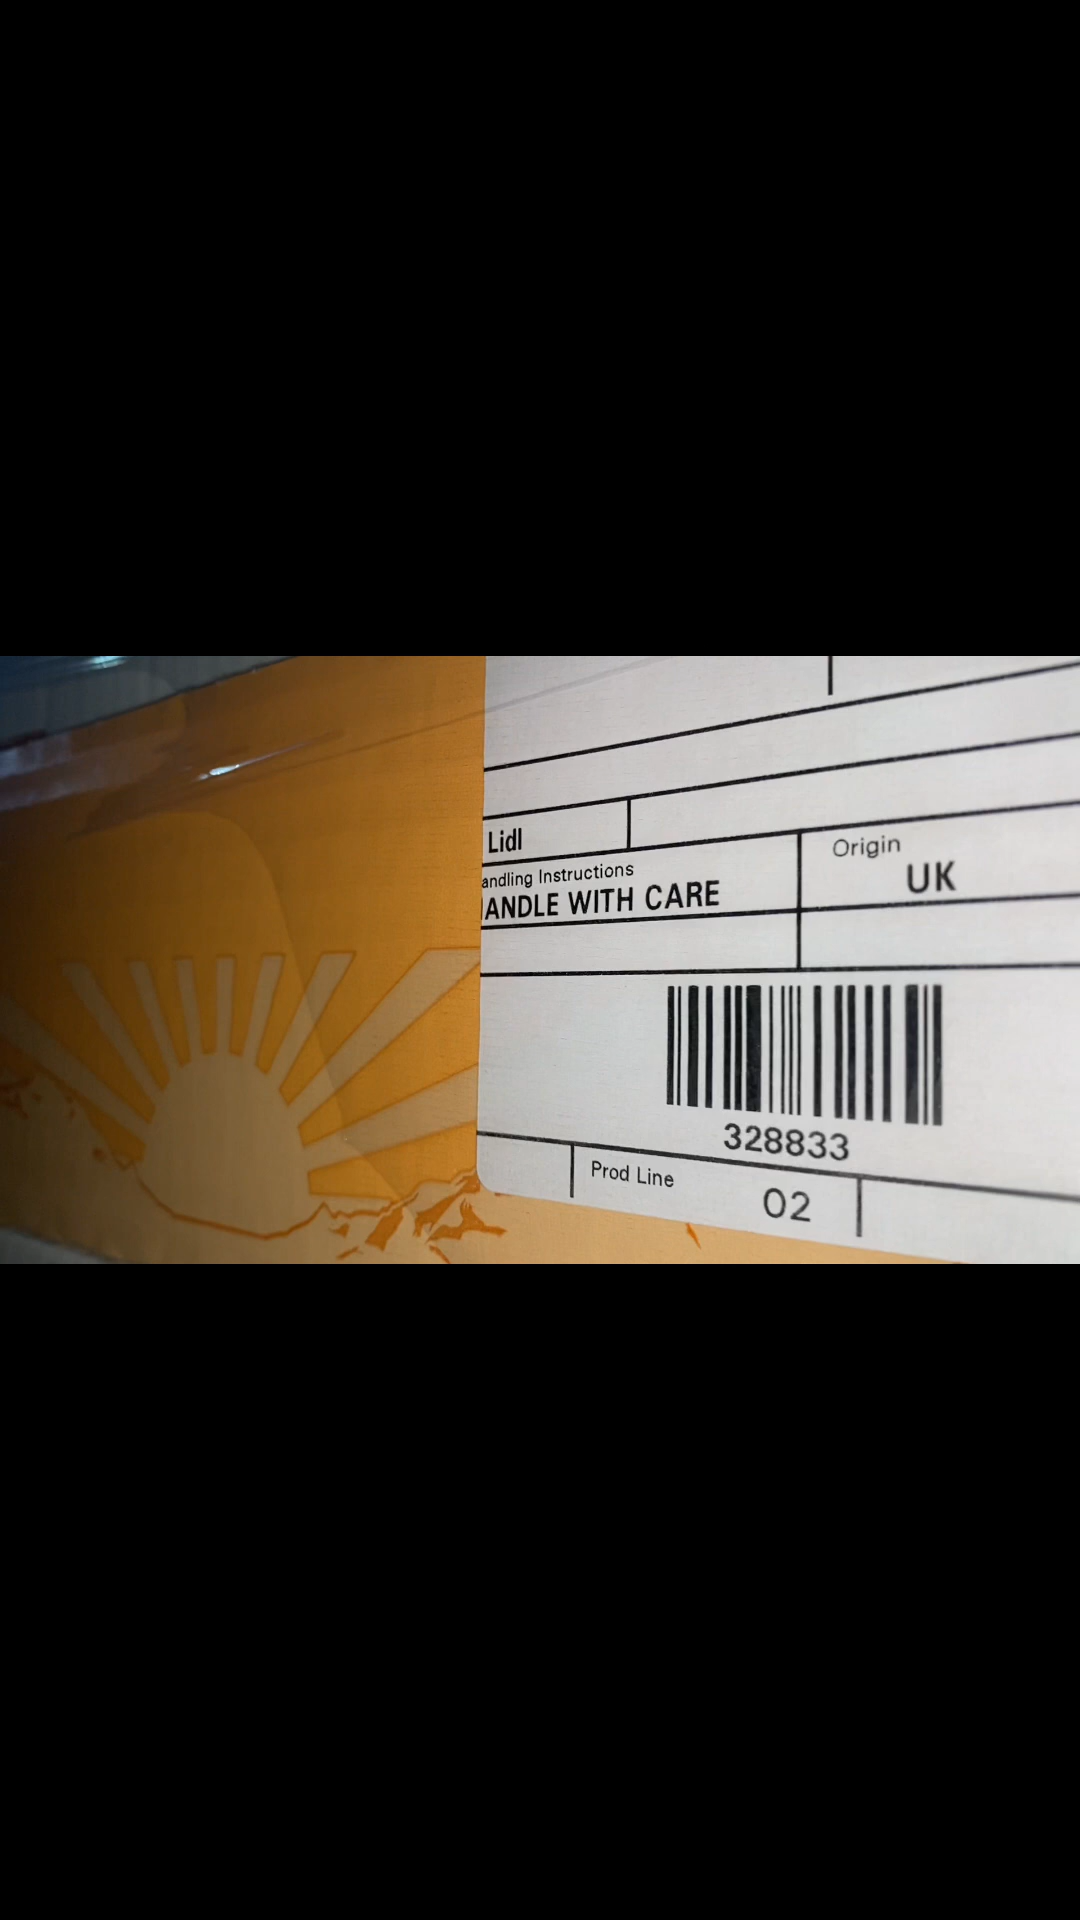 Lidl
andling Instructions
ANDLE WITH CARE
Origin
UK
328833
Prod Line
02